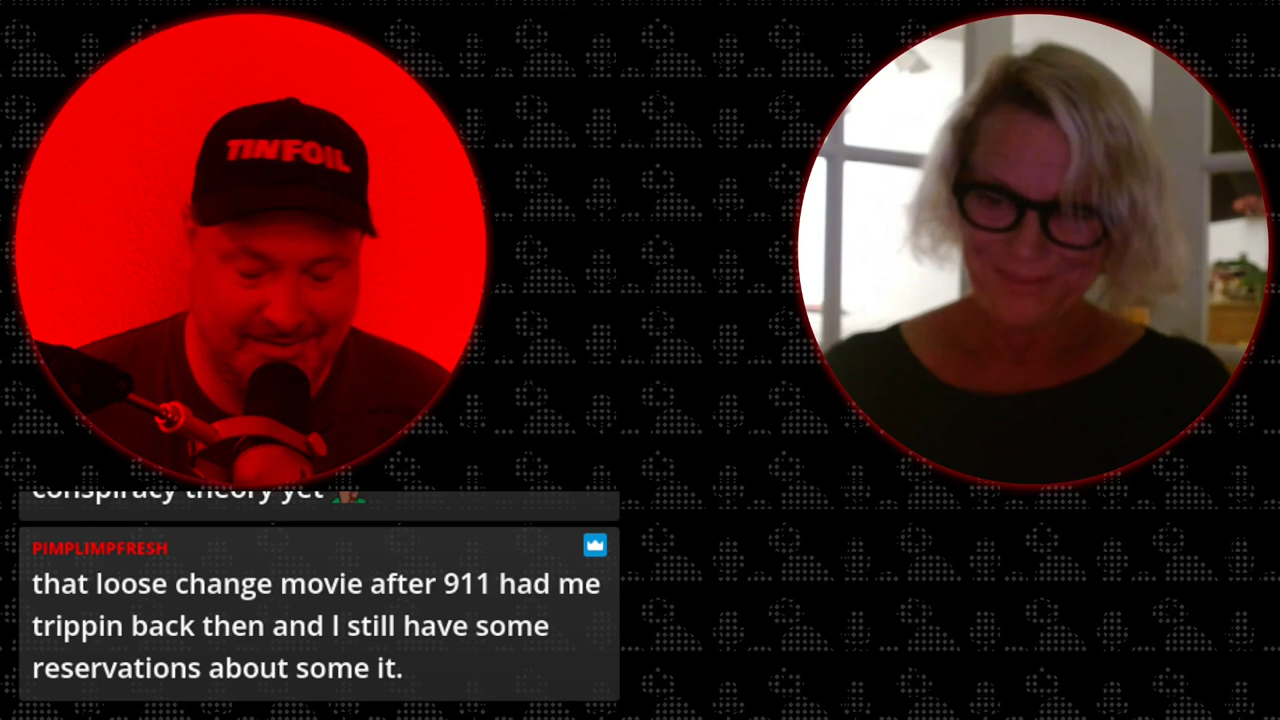 TINFOIL
conspiracy theory yet
PIMPLIMPFRESH
that loose change movie after 911 had me
trippin back then and I still have some
reservations about some it.